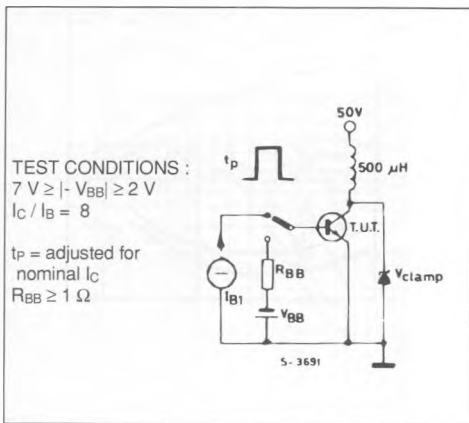 TEST CONDITIONS :
7 V ≥ |- VBB| ≥ 2 V
IC / IB = 8
tP = adjusted for
nominal IC
RBB ≥ 1 Ω
tp
50V
500 µH
T.U.T.
Vclamp
IB1
RBB
VBB
S-3691